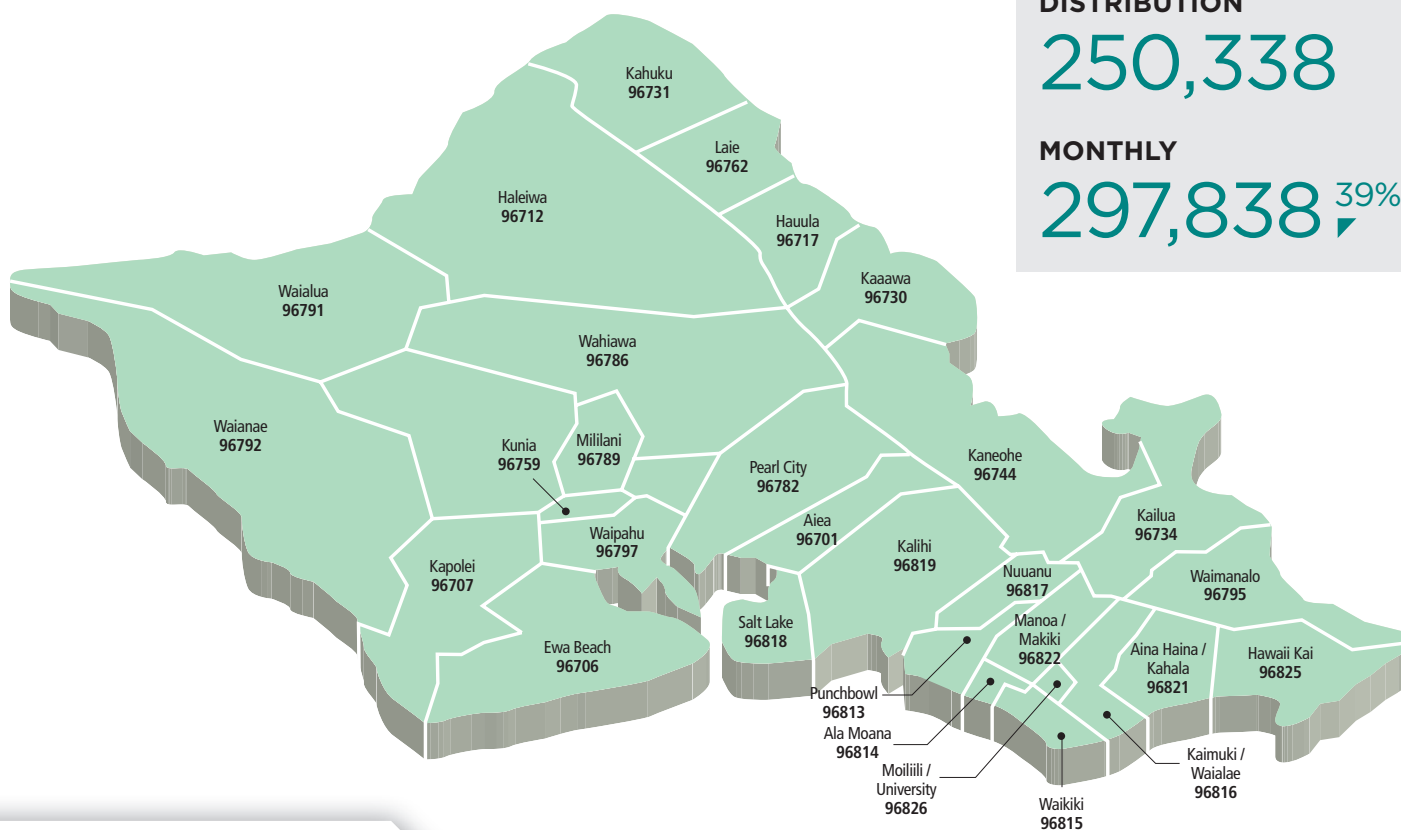 DISTRIBUTION
250,338
MONTHLY
297,838 39%
Kahuku
96731
Laie
96762
Haleiwa
96712
Hauula
96717
Kaaawa
96730
Waialua
96791
Wahiawa
96786
Waianae
96792
Kunia
96759
Mililani
96789
Pearl City
96782
Kaneohe
96744
Aiea
96701
Kailua
96734
Waipahu
96797
Kalihi
96819
Kapolei
96707
Nuuanu
96817
Waimanalo
96795
Salt Lake
96818
Manoa /
Makiki
96822
Ewa Beach
96706
Aina Haina /
Kahala
96821
Hawaii Kai
96825
Punchbowl
96813
Ala Moana
96814
Moiliili /
University
96826
Waikiki
96815
Kaimuki /
Waialae
96816